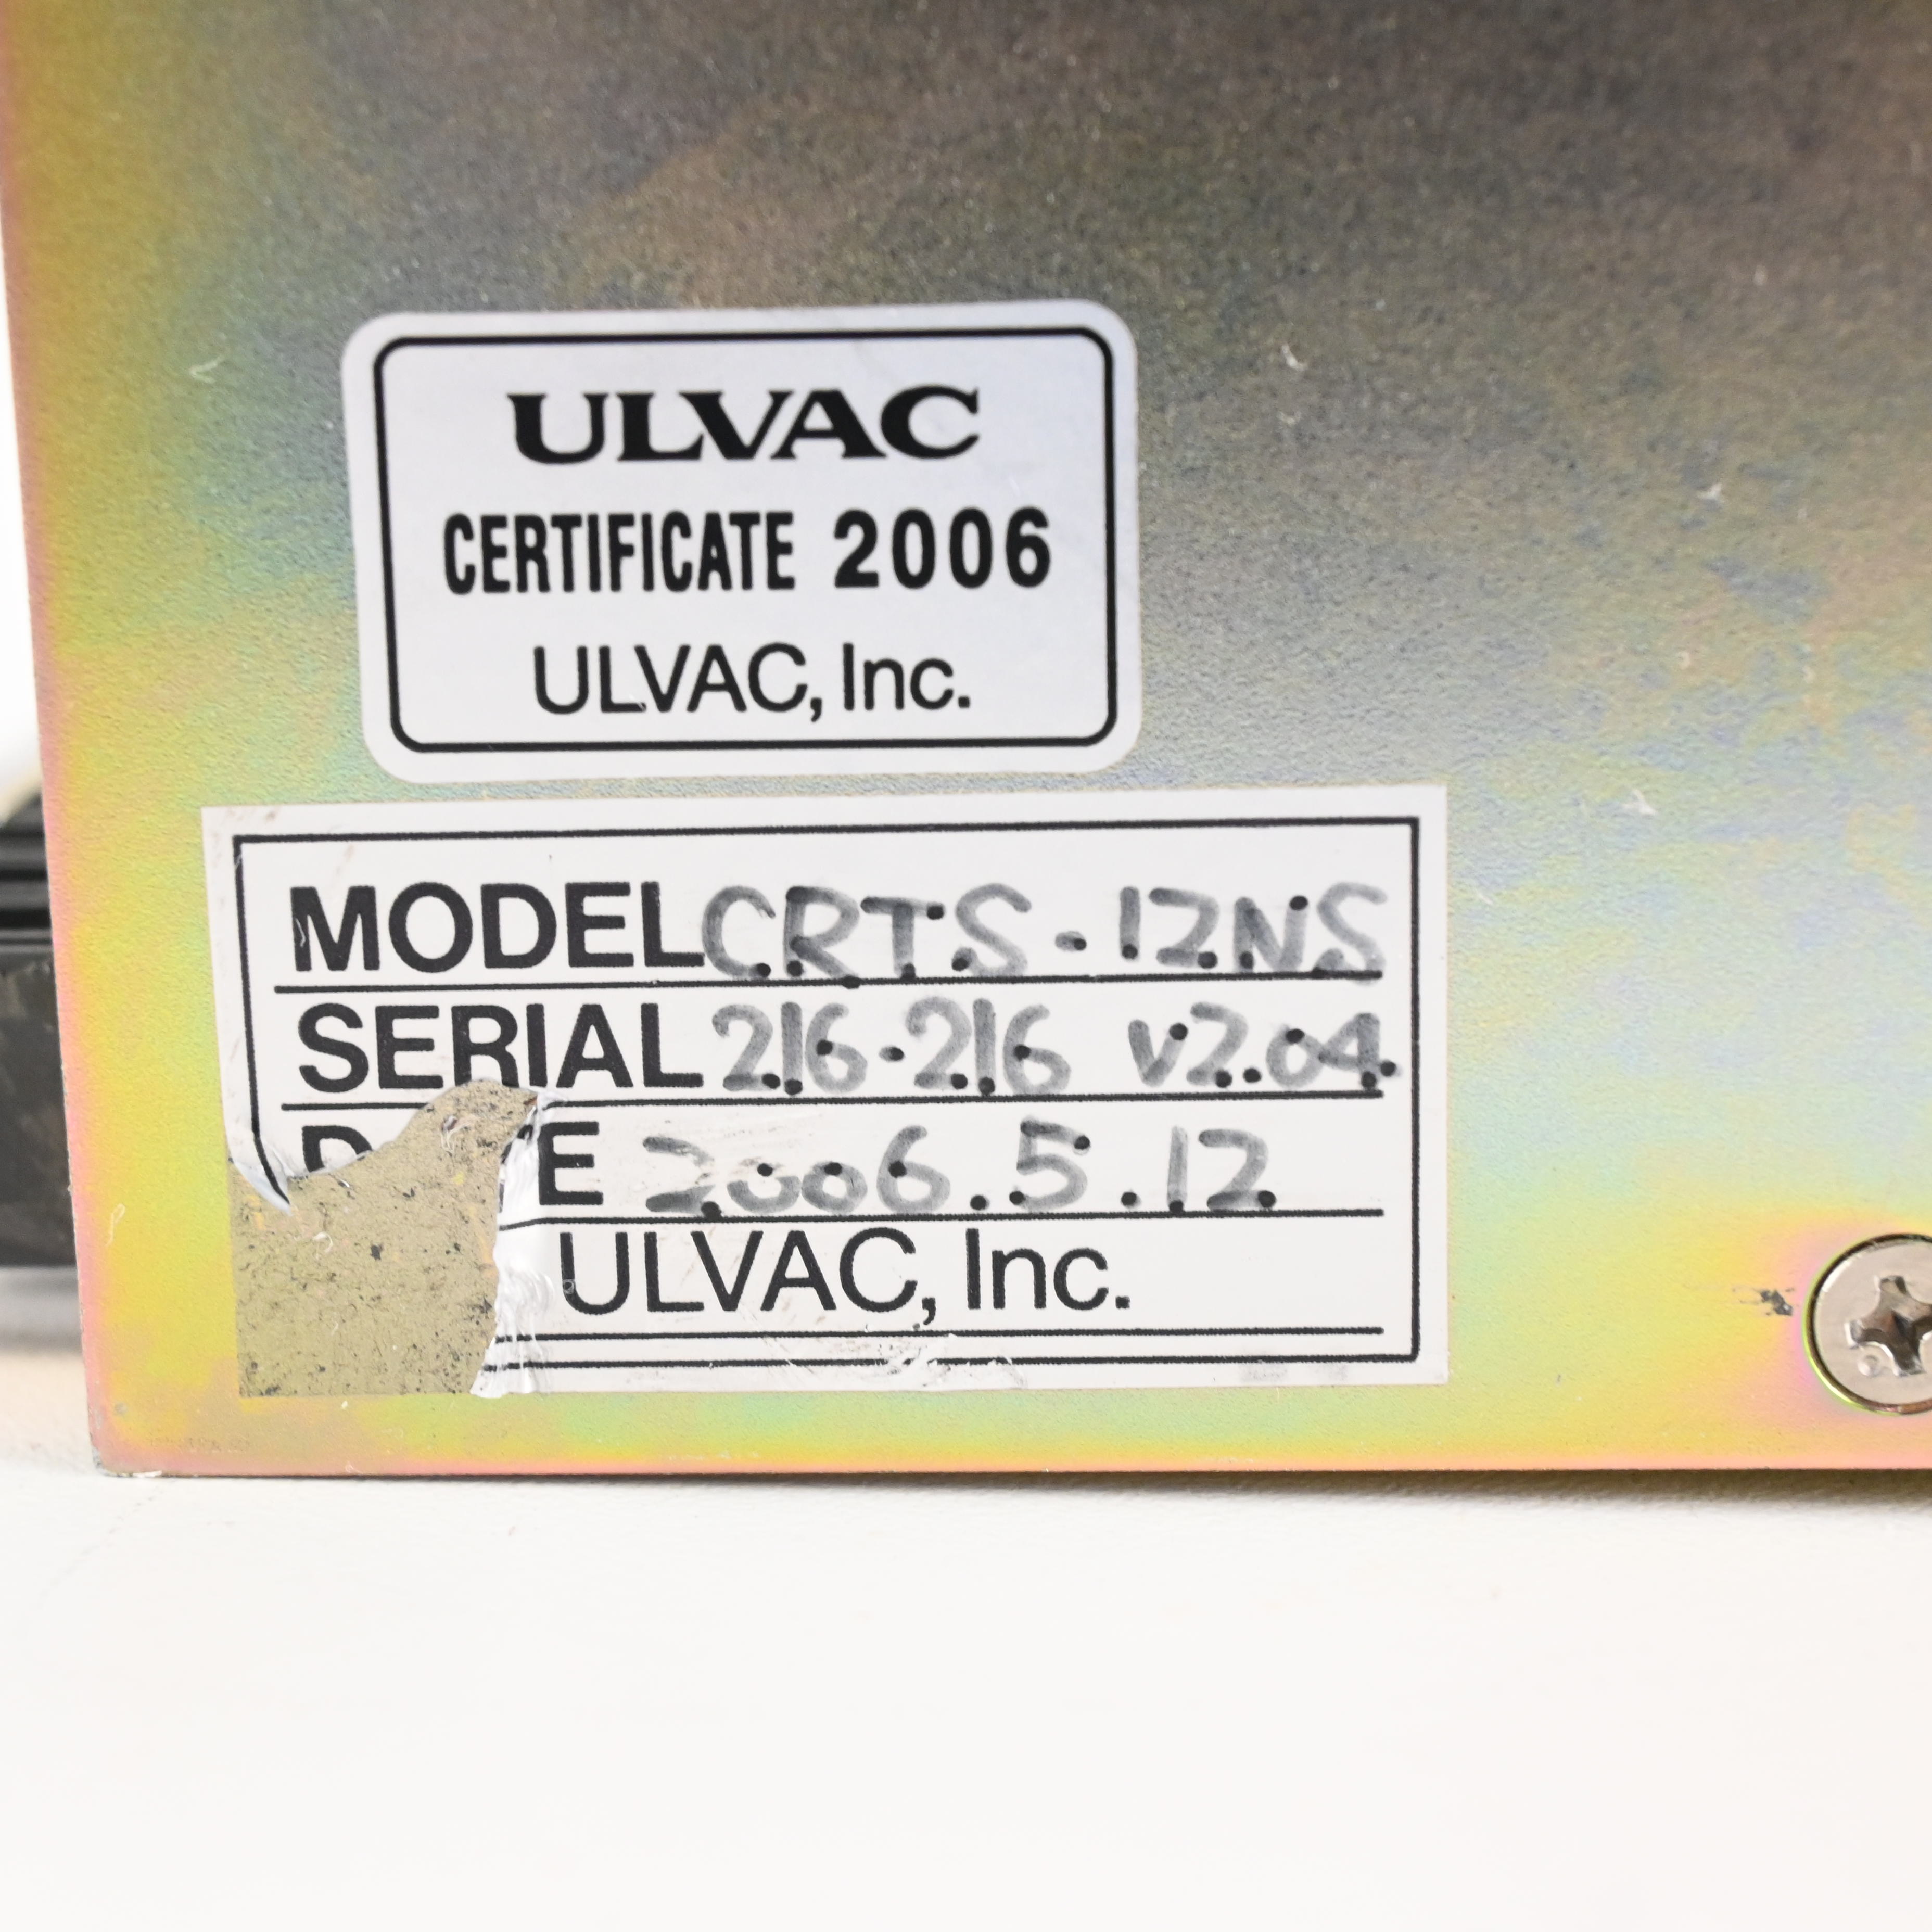 ULVAC
CERTIFICATE 2006
ULVAC, Inc.
MODEL CRTS-12NS
SERIAL 216-216 v2.04
2006.5.12
ULVAC, Inc.